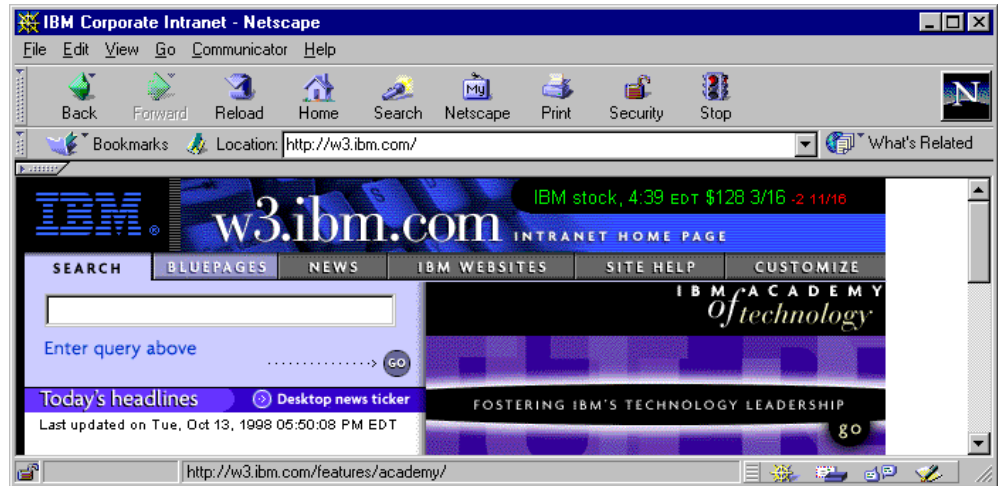 IBM Corporate Intranet - Netscape
File Edit View Go Communicator Help
My
N
Back Forward Reload Home Search Netscape Print Security Stop
Bookmarks Location: http://w3.ibm.com/ What's Related
IBM®
IBM stock, 4:39 EDT $128 3/16 -2 11/16
w3.ibm.com INTRANET HOME PAGE
SEARCH BLUEPAGES NEWS IBM WEBSITES SITE HELP CUSTOMIZE
IBM ACADEMY
Of technology
Enter query above
GO
Today's headlines Desktop news ticker
FOSTERING IBM'S TECHNOLOGY LEADERSHIP
Last updated on Tue, Oct 13, 1998 05:50:08 PM EDT
go
http://w3.ibm.com/features/academy/